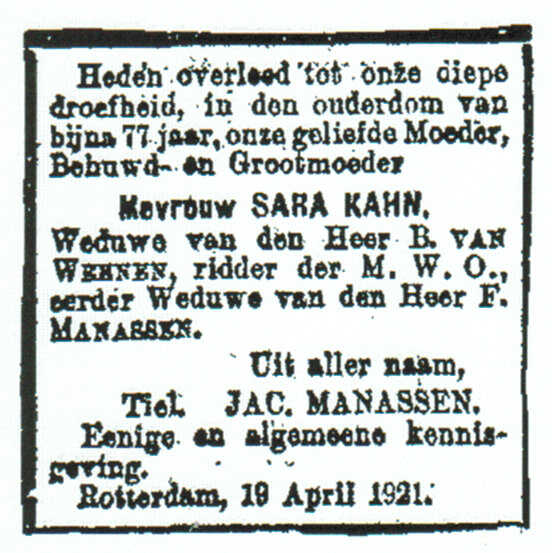 Heden overleed tot onze diepe
droefheid, in den ouderdom van
bijna 77 jaar, onze geliefde Moeder,
Behuwd- en Grootmoeder
Mevrouw SARA KAHN,
Weduwe van den Heer B. VAN
WEENEN, ridder der M. W. O.,
eerder Weduwe van den Heer F.
MANASSEN.
Uit aller naam,
Tiel. JAC. MANASSEN.
Eenige en algemeene kennis-
geving.
Rotterdam, 19 April 1921.